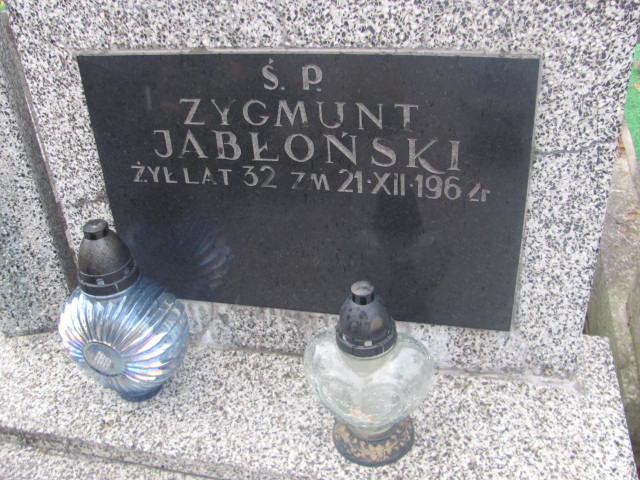 Ś. P.
ZYGMUNT
JABŁOŃSKI
ŻYŁ LAT 32 ZM 21·XII·1962r